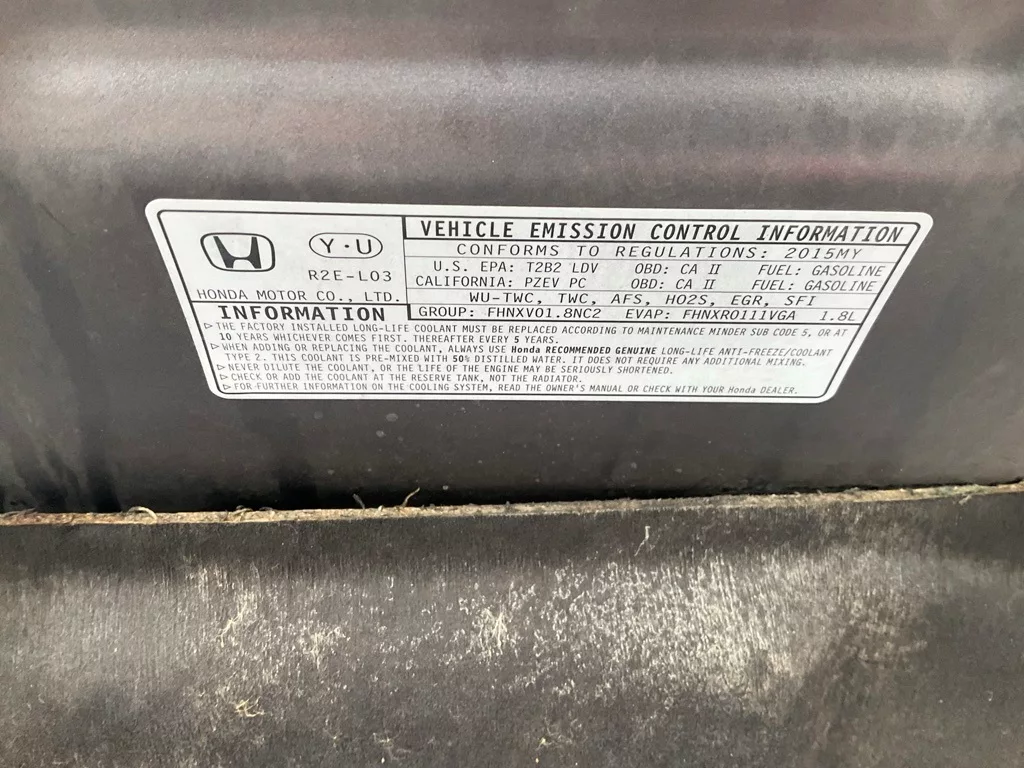 Y·U
R2E-L03
HONDA MOTOR CO., LTD.
VEHICLE EMISSION CONTROL INFORMATION
CONFORMS TO REGULATIONS: 2015MY
U.S. EPA: T2B2 LDV OBD: CA II FUEL: GASOLINE
CALIFORNIA: PZEV PC OBD: CA II FUEL: GASOLINE
WU-TWC, TWC, AFS, HO2S, EGR, SFI
GROUP: FHNXV01.8NC2 EVAP: FHNXR0111VGA 1.8L
INFORMATION
▷THE FACTORY INSTALLED LONG-LIFE COOLANT MUST BE REPLACED ACCORDING TO MAINTENANCE MINDER SUB CODE 5, OR AT
10 YEARS WHICHEVER COMES FIRST. THEREAFTER EVERY 5 YEARS.
▷WHEN ADDING OR REPLACING THE COOLANT, ALWAYS USE Honda RECOMMENDED GENUINE LONG-LIFE ANTI-FREEZE/COOLANT
TYPE 2. THIS COOLANT IS PRE-MIXED WITH 50% DISTILLED WATER. IT DOES NOT REQUIRE ANY ADDITIONAL MIXING.
▷NEVER DILUTE THE COOLANT, OR THE LIFE OF THE ENGINE MAY BE SERIOUSLY SHORTENED.
▷CHECK OR ADD THE COOLANT AT THE RESERVE TANK, NOT THE RADIATOR.
▷FOR FURTHER INFORMATION ON THE COOLING SYSTEM, READ THE OWNER'S MANUAL OR CHECK WITH YOUR Honda DEALER.